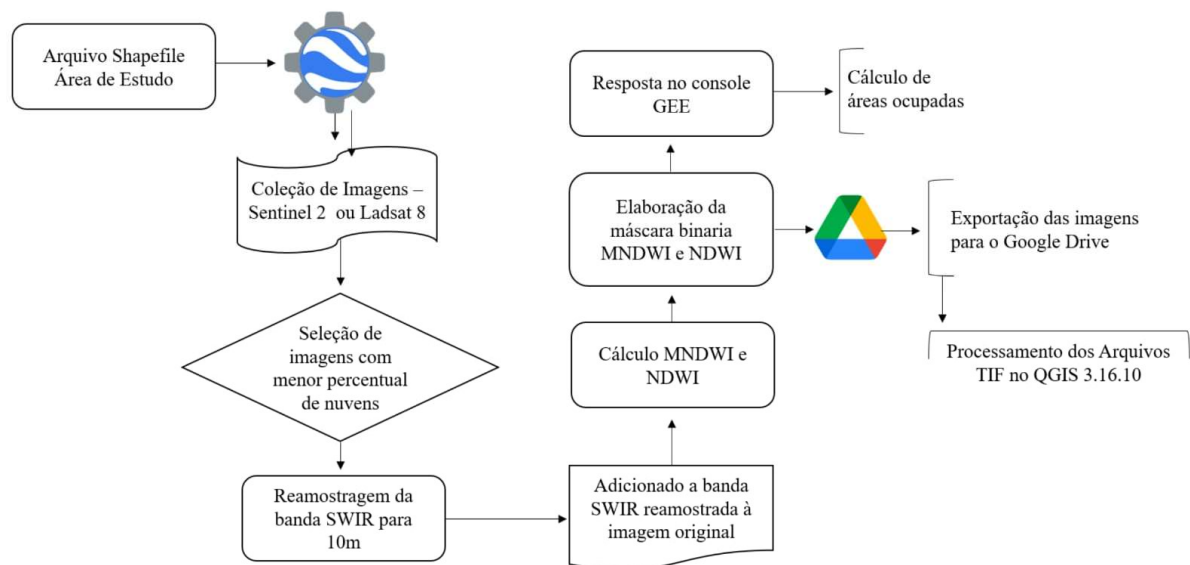 Arquivo Shapefile
Área de Estudo
Coleção de Imagens –
Sentinel 2 ou Ladsat 8
Seleção de
imagens com
menor percentual
de nuvens
Reamostragem da
banda SWIR para
10m
Adicionado a banda
SWIR reamostrada à
imagem original
Cálculo MNDWI e
NDWI
Elaboração da
máscara binaria
MNDWI e NDWI
Resposta no console
GEE
Cálculo de
áreas ocupadas
Exportação das imagens
para o Google Drive
Processamento dos Arquivos
TIF no QGIS 3.16.10